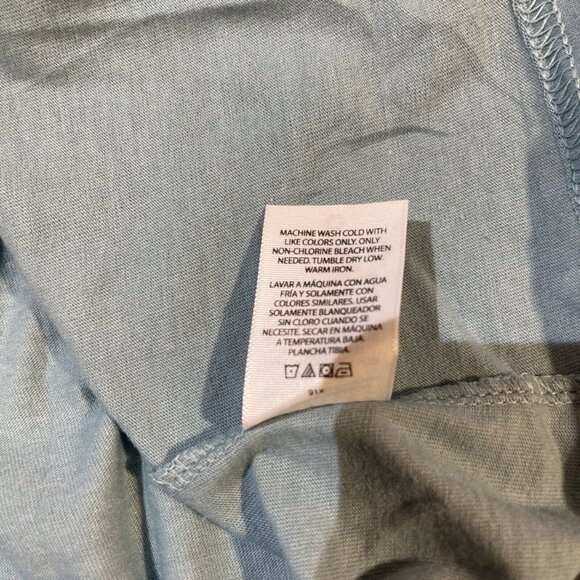 MACHINE WASH COLD WITH
LIKE COLORS ONLY. ONLY
NON-CHLORINE BLEACH WHEN
NEEDED. TUMBLE DRY LOW.
WARM IRON.
LAVAR A MÁQUINA CON AGUA
FRÍA Y SOLAMENTE CON
COLORES SIMILARES. USAR
SOLAMENTE BLANQUEADOR
SIN CLORO CUANDO SE
NECESITE. SECAR EN MÁQUINA
A TEMPERATURA BAJA.
PLANCHA TIBIA.